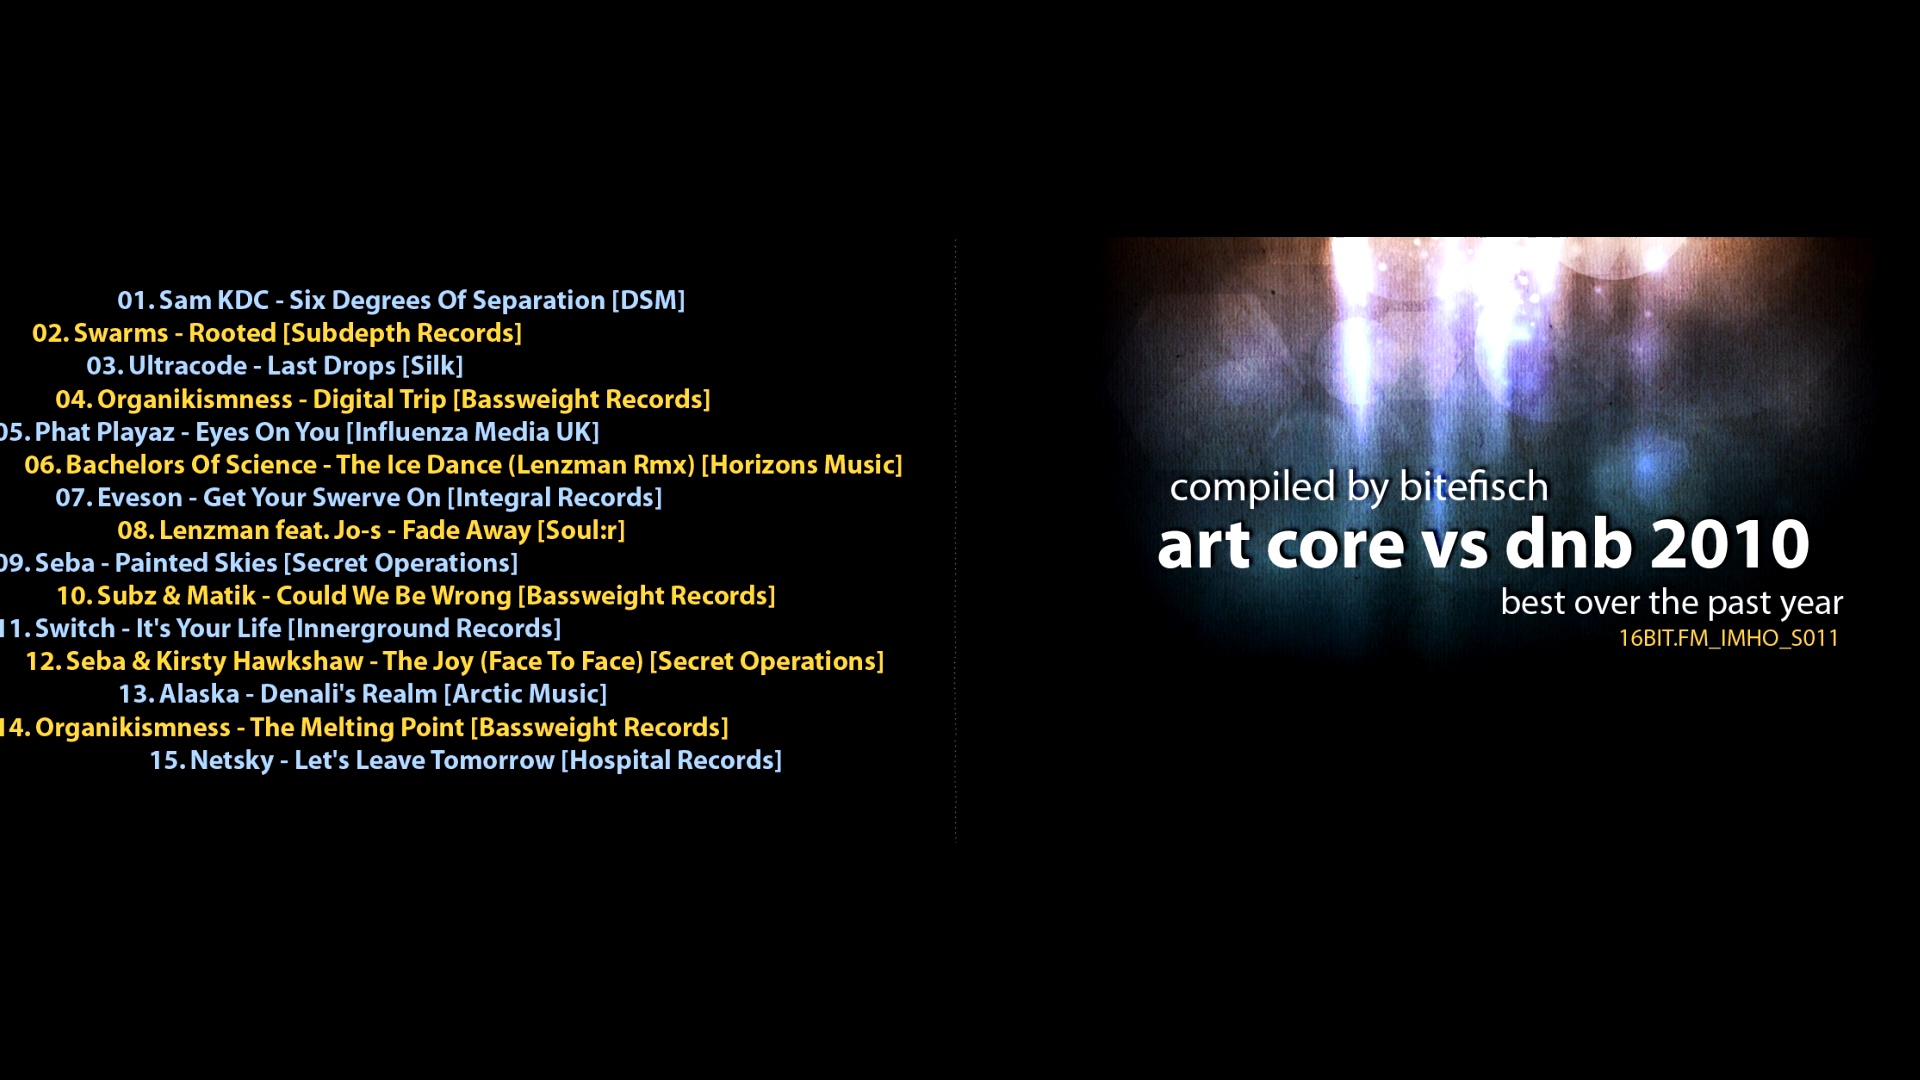 01. Sam KDC - Six Degrees Of Separation [DSM]
02. Swarms - Rooted [Subdepth Records]
03. Ultracode - Last Drops [Silk]
04. Organikismness - Digital Trip [Bassweight Records]
05. Phat Playaz - Eyes On You [Influenza Media UK]
06. Bachelors Of Science - The Ice Dance (Lenzman Rmx) [Horizons Music]
07. Eveson - Get Your Swerve On [Integral Records]
08. Lenzman feat. Jo-s - Fade Away [Soul:r]
09. Seba - Painted Skies [Secret Operations]
10. Subz & Matik - Could We Be Wrong [Bassweight Records]
11. Switch - It's Your Life [Innerground Records]
12. Seba & Kirsty Hawkshaw - The Joy (Face To Face) [Secret Operations]
13. Alaska - Denali's Realm [Arctic Music]
14. Organikismness - The Melting Point [Bassweight Records]
15. Netsky - Let's Leave Tomorrow [Hospital Records]
compiled by bitefisch
art core vs dnb 2010
best over the past year
16BIT.FM_IMHO_S011